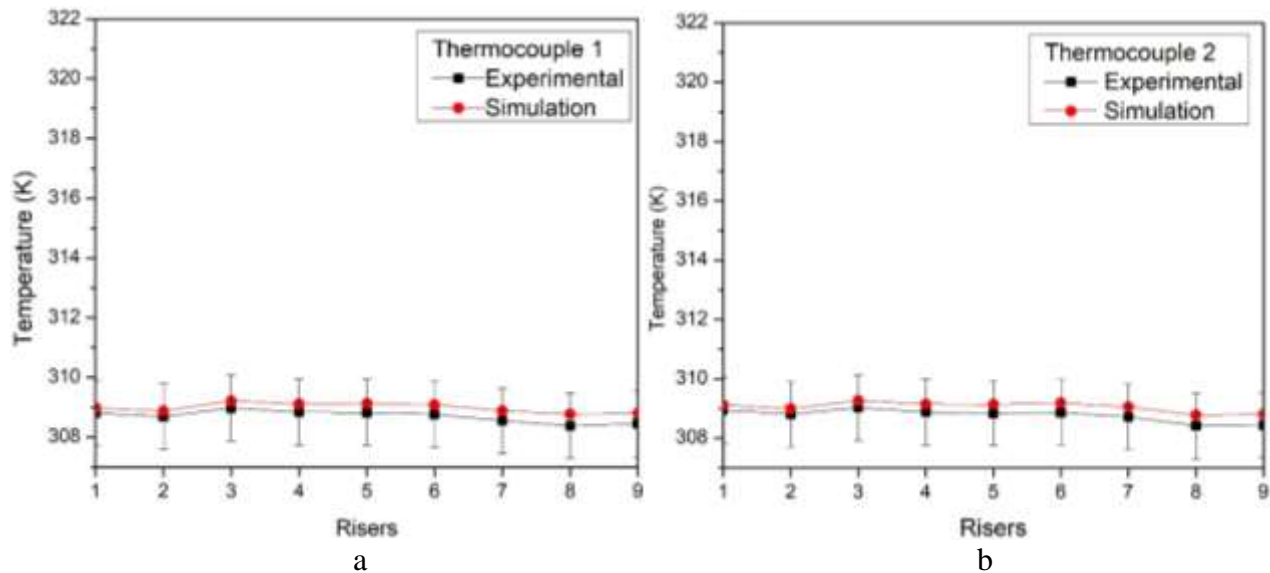 322
320
318
316
314
312
310
308
Temperature (K)
Thermocouple 1
Experimental
Simulation
1 2 3 4 5 6 7 8 9
Risers
a
322
320
318
316
314
312
310
308
Temperature (K)
Thermocouple 2
Experimental
Simulation
1 2 3 4 5 6 7 8 9
Risers
b